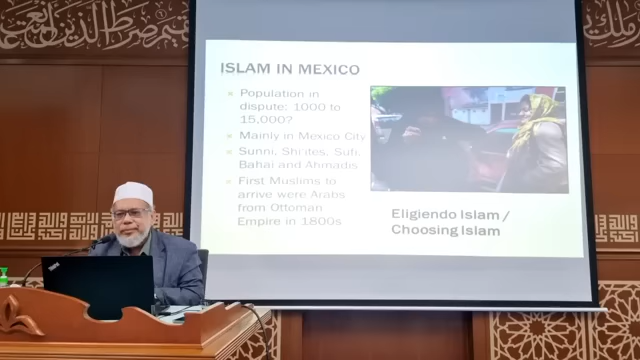 ISLAM IN MEXICO
Population in
dispute: 1000 to
15,000?
Mainly in Mexico City
Sunni, Shi'ites, Sufi,
Bahai and Ahmadis
First Muslims to
arrive were Arabs
from Ottoman
Empire in 1800s
Eligiendo Islam /
Choosing Islam